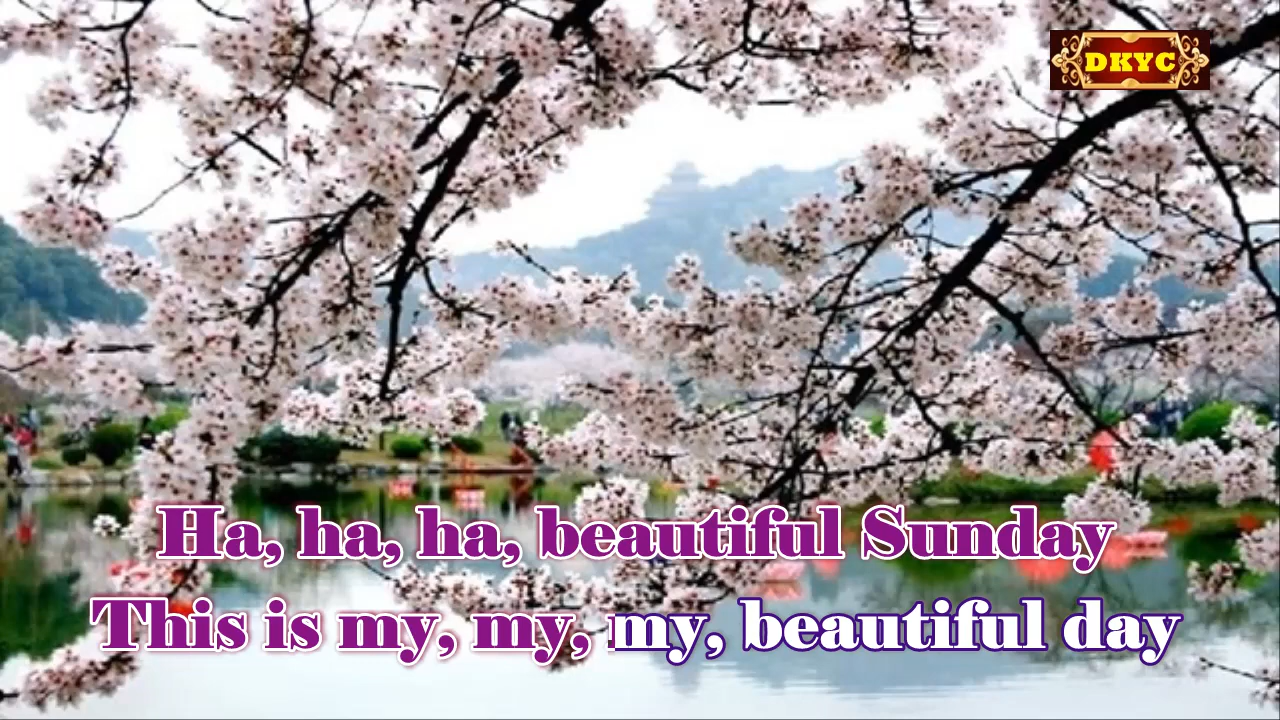 DKYC
Ha, ha, ha, beautiful Sunday
This is my, my, my, beautiful day